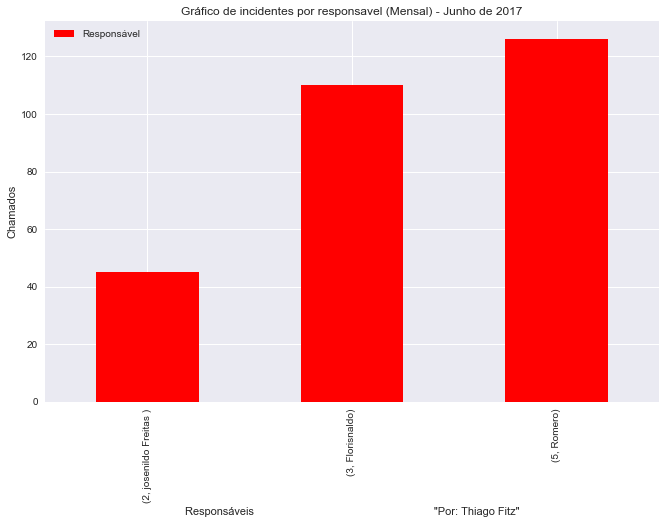 Gráfico de incidentes por responsavel (Mensal) - Junho de 2017
Responsável
120
100
80
60
40
20
0
Chamados
(2, josenildo Freitas )
(3, Florisnaldo)
(5, Romero)
Responsáveis "Por: Thiago Fitz"